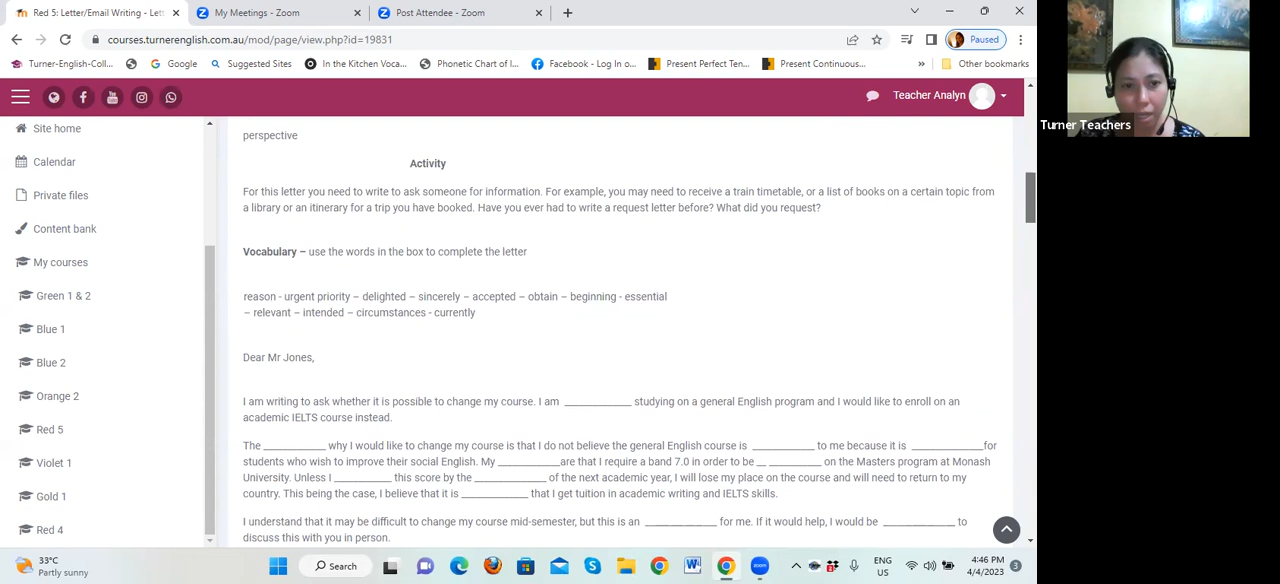 Red 5: Letter/Email Writing - Lett
My Meetings - Zoom
Post Attendee - Zoom
courses.turnerenglish.com.au/mod/page/view.php?id=19831
Paused
Turner-English-Coll...
Google
Suggested Sites
In the Kitchen Voca...
Phonetic Chart of I...
Facebook - Log In o...
Present Perfect Ten...
Present Continuous...
»
Other bookmarks
Teacher Analyn
Turner Teachers
Site home
Calendar
Private files
Content bank
My courses
Green 1 & 2
Blue 1
Blue 2
Orange 2
Red 5
Violet 1
Gold 1
Red 4
perspective
Activity
For this letter you need to write to ask someone for information. For example, you may need to receive a train timetable, or a list of books on a certain topic from
a library or an itinerary for a trip you have booked. Have you ever had to write a request letter before? What did you request?
Vocabulary – use the words in the box to complete the letter
reason - urgent priority – delighted – sincerely – accepted – obtain – beginning - essential
– relevant – intended – circumstances - currently
Dear Mr Jones,
I am writing to ask whether it is possible to change my course. I am ____________ studying on a general English program and I would like to enroll on an
academic IELTS course instead.
The ___________ why I would like to change my course is that I do not believe the general English course is ___________ to me because it is _____________for
students who wish to improve their social English. My ___________are that I require a band 7.0 in order to be __ __________ on the Masters program at Monash
University. Unless I __________ this score by the _____________ of the next academic year, I will lose my place on the course and will need to return to my
country. This being the case, I believe that it is ____________ that I get tuition in academic writing and IELTS skills.
I understand that it may be difficult to change my course mid-semester, but this is an _____________ for me. If it would help, I would be _____________ to
discuss this with you in person.
33°C
Partly sunny
Search
ENG
US
4:46 PM
4/4/2023
3